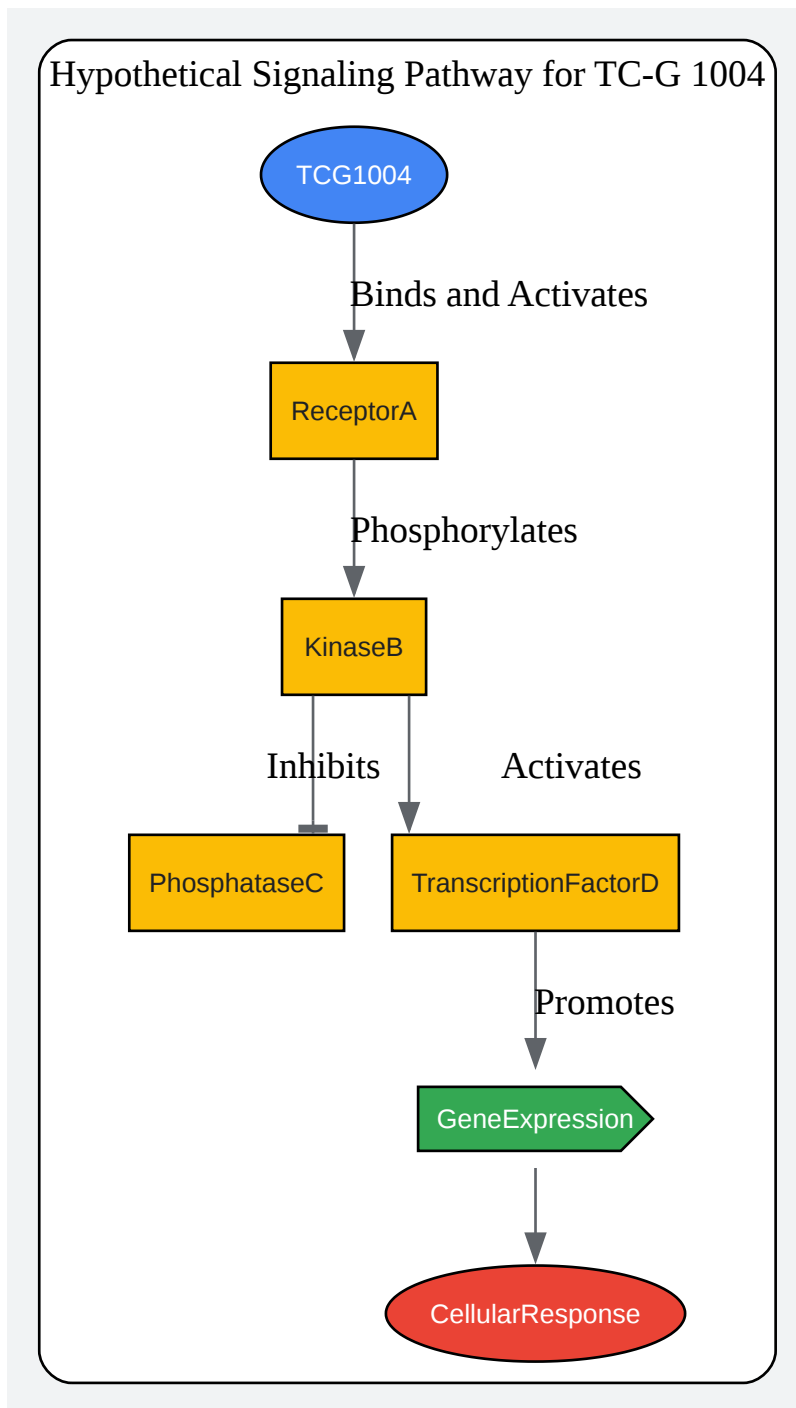 Hypothetical Signaling Pathway for TC-G 1004
TCG1004
Binds and Activates
ReceptorA
Phosphorylates
KinaseB
Inhibits
Activates
PhosphataseC
TranscriptionFactorD
Promotes
GeneExpression
CellularResponse